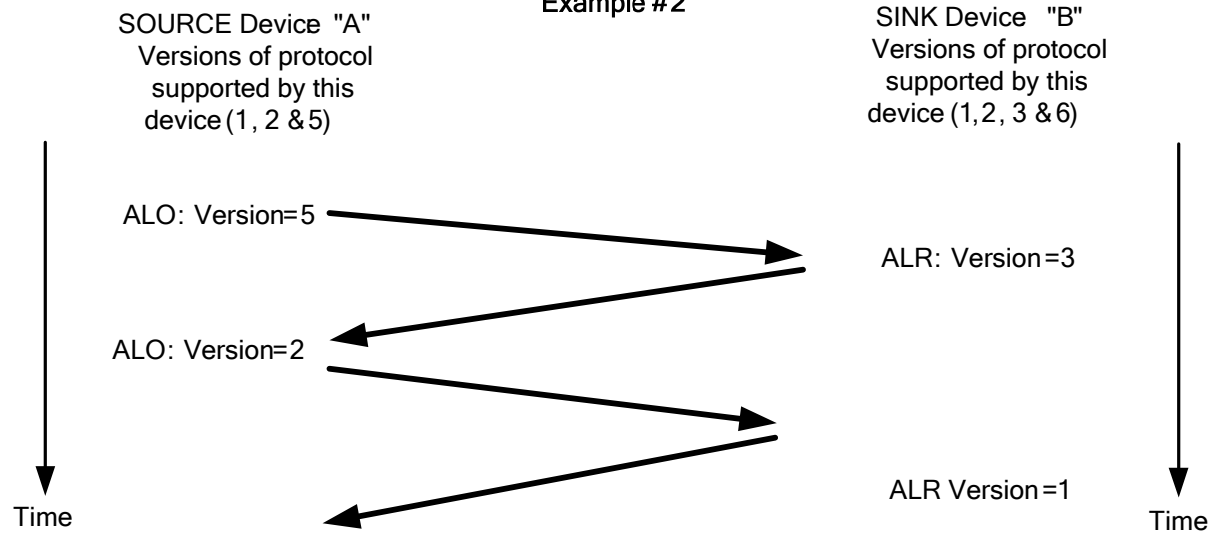 Example #2
SOURCE Device "A"
Versions of protocol
supported by this
device (1, 2 & 5)
SINK Device "B"
Versions of protocol
supported by this
device (1,2, 3 & 6)
ALO: Version=5
ALR: Version=3
ALO: Version=2
ALR Version=1
Time
Time